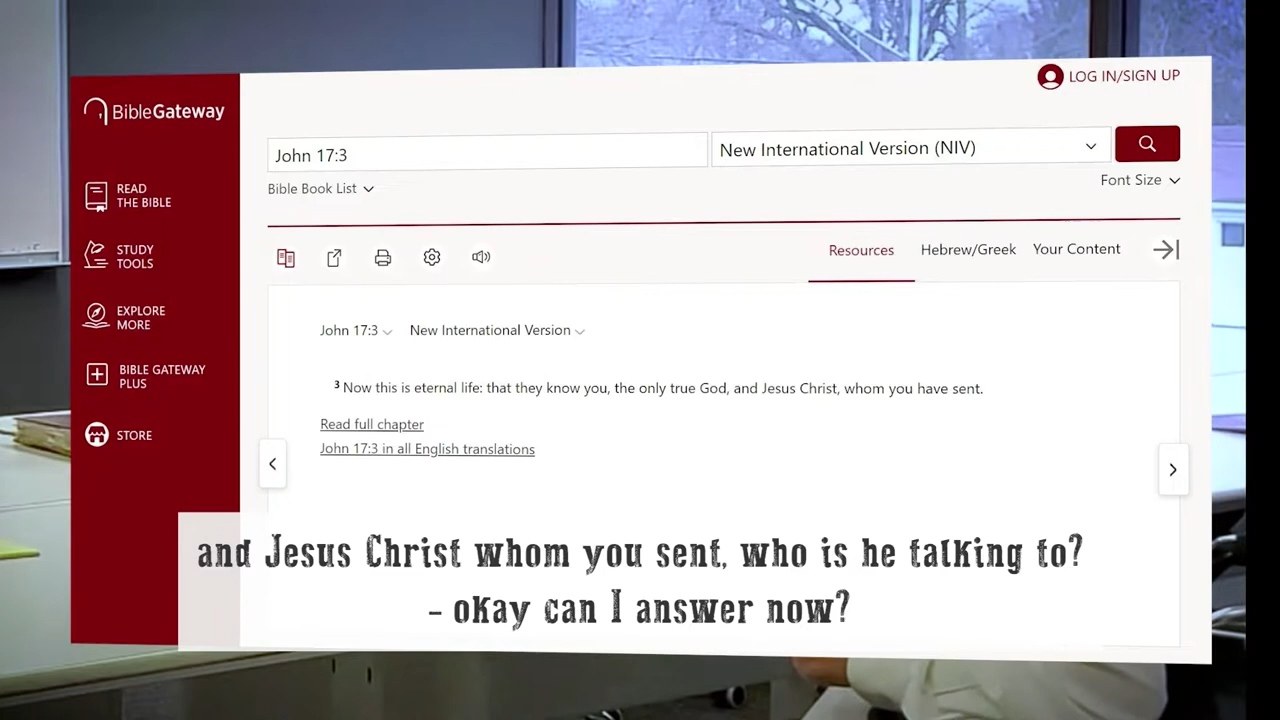 BibleGateway
LOG IN/SIGN UP
John 17:3
New International Version (NIV)
Bible Book List
Font Size
READ
THE BIBLE
STUDY
TOOLS
EXPLORE
MORE
BIBLE GATEWAY
PLUS
STORE
Resources
Hebrew/Greek
Your Content
John 17:3
New International Version
3 Now this is eternal life: that they know you, the only true God, and Jesus Christ, whom you have sent.
Read full chapter
John 17:3 in all English translations
and Jesus Christ whom you sent, who is he talking to?
- okay can I answer now?